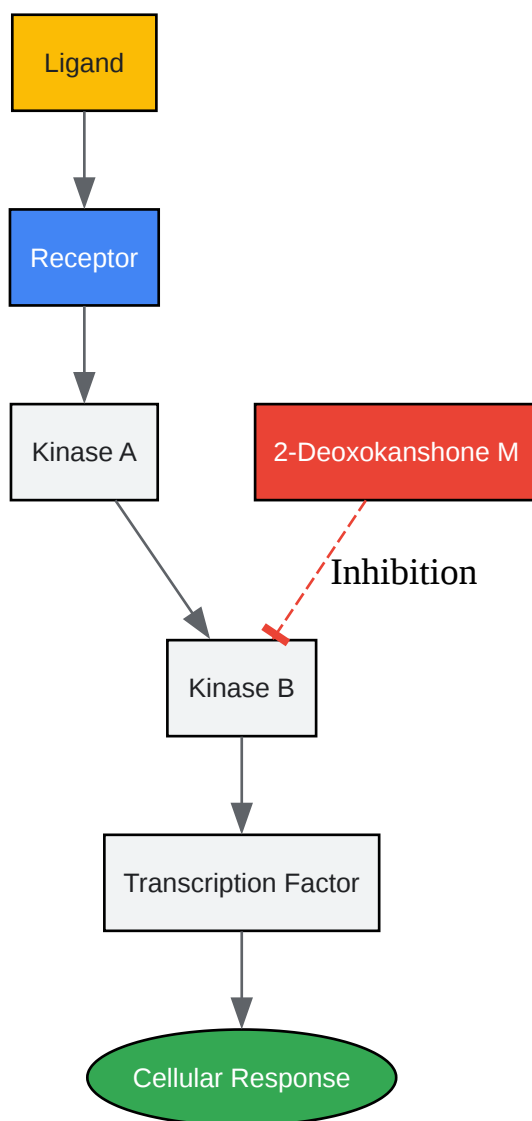 Ligand
Receptor
Kinase A
2-Deoxokanshone M
Inhibition
Kinase B
Transcription Factor
Cellular Response